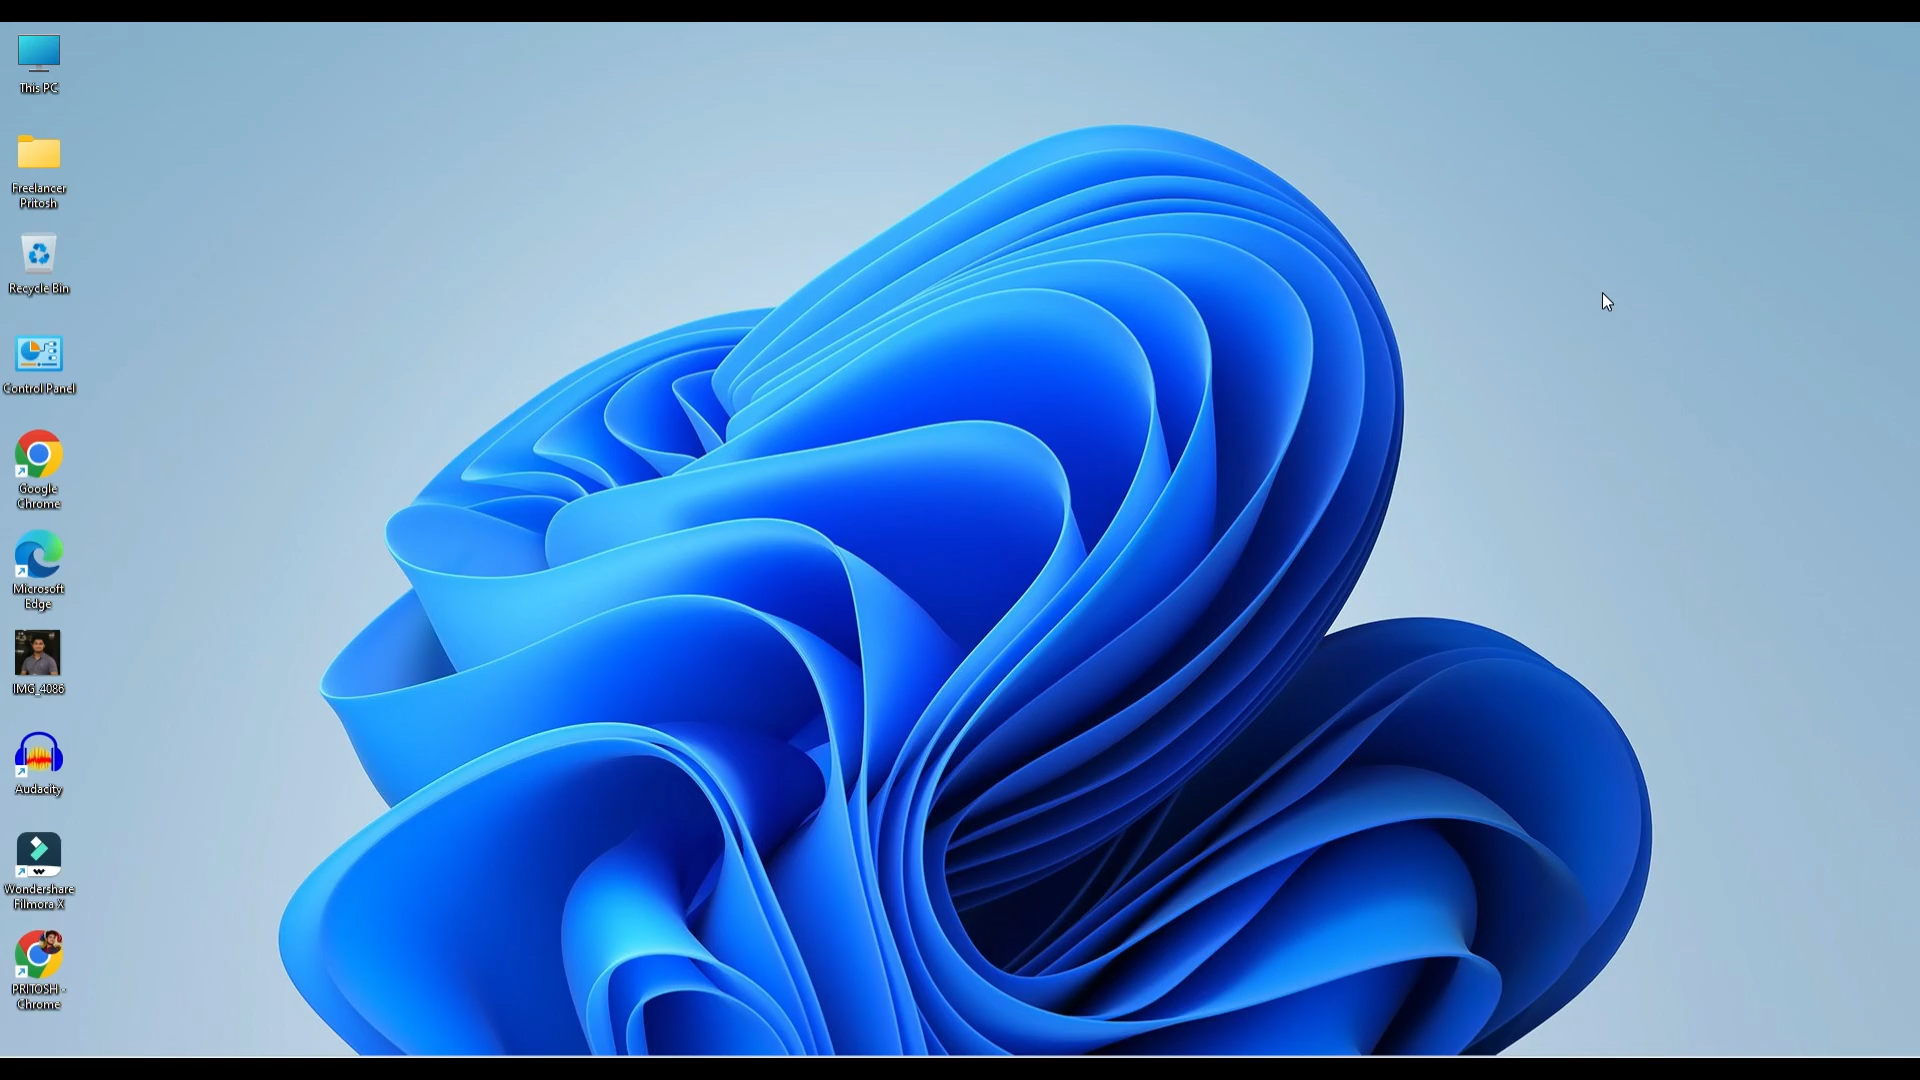 This PC
Freelancer
Pritosh
Recycle Bin
Control Panel
Google
Chrome
Microsoft
Edge
IMG_4086
Audacity
Wondershare
Filmora X
PRITOSH -
Chrome